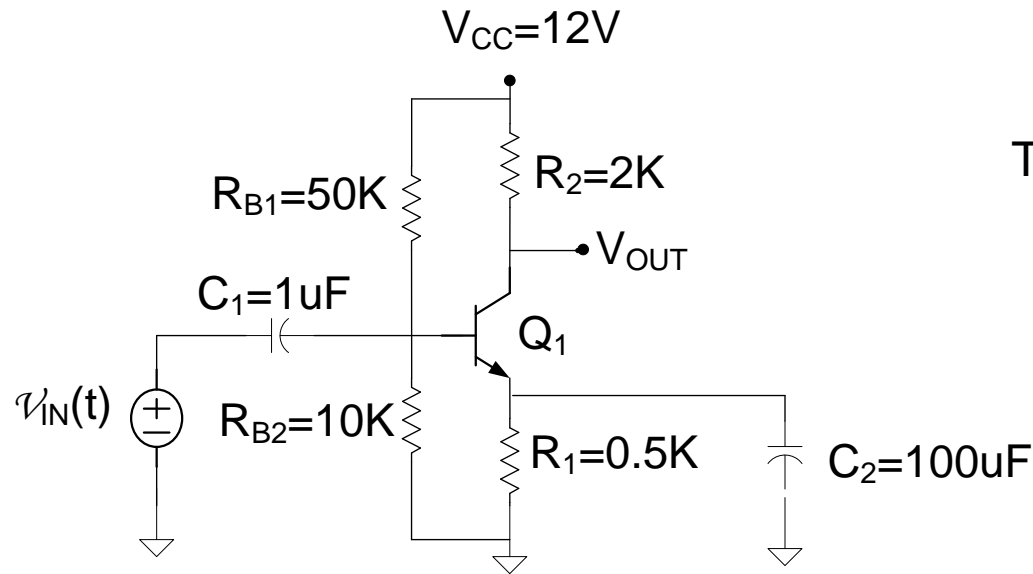 V_CC=12V
T
R_B1=50K
R_2=2K
V_OUT
C_1=1uF
Q_1
𝒱_IN(t)
R_B2=10K
R_1=0.5K
C_2=100uF